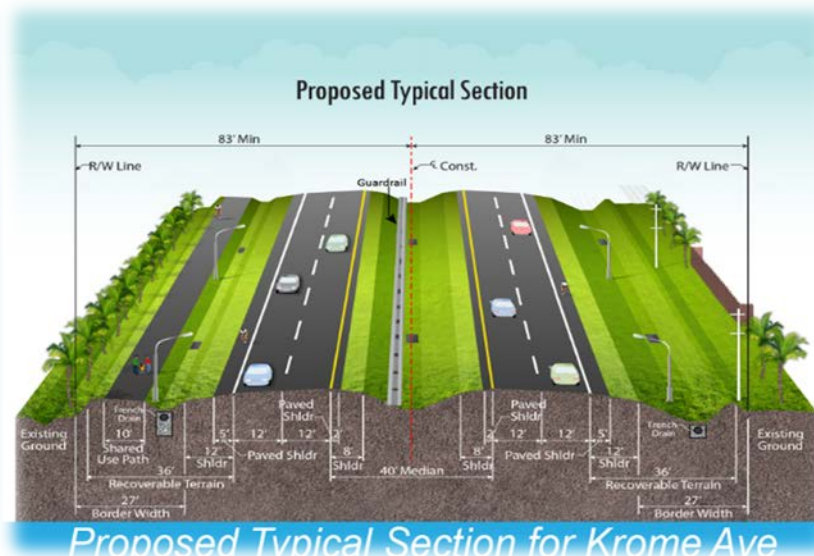 Proposed Typical Section
83' Min 83' Min
R/W Line ℄ Const. R/W Line
Guardrail
Existing Ground
French Drain
10' Shared Use Path
5' 12' 12' 2'
Paved Shldr
12" Shldr
Paved Shldr
8' Shldr
36' Recoverable Terrain
27' Border Width
40' Median
Paved Shldr
2' 12' 12' 5'
8' Shldr
Paved Shldr
12" Shldr
French Drain
36' Recoverable Terrain
27' Border Width
Existing Ground
Proposed Typical Section for Krome Ave